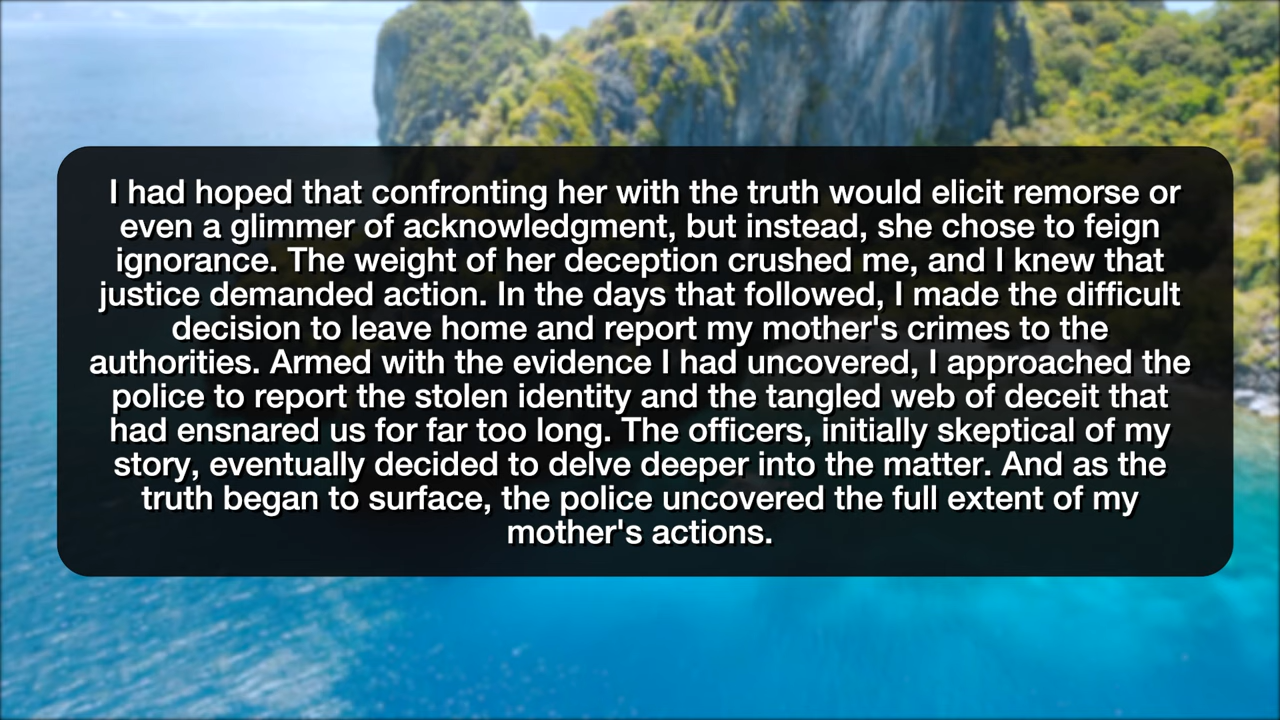 I had hoped that confronting her with the truth would elicit remorse or
even a glimmer of acknowledgment, but instead, she chose to feign
ignorance. The weight of her deception crushed me, and I knew that
justice demanded action. In the days that followed, I made the difficult
decision to leave home and report my mother's crimes to the
authorities. Armed with the evidence I had uncovered, I approached the
police to report the stolen identity and the tangled web of deceit that
had ensnared us for far too long. The officers, initially skeptical of my
story, eventually decided to delve deeper into the matter. And as the
truth began to surface, the police uncovered the full extent of my
mother's actions.